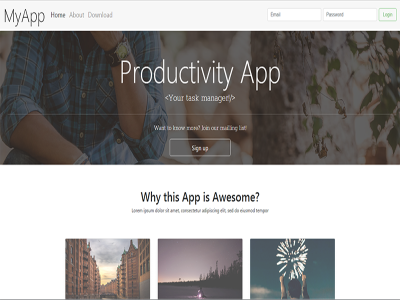 MyApp Home About Download Email Password Login
Productivity App
<Your task manager/>
Want to know more? Join our mailing list!
Sign up
Why this App is Awesome?
Lorem ipsum dolor sit amet, consectetur adipiscing elit, sed do eiusmod tempor